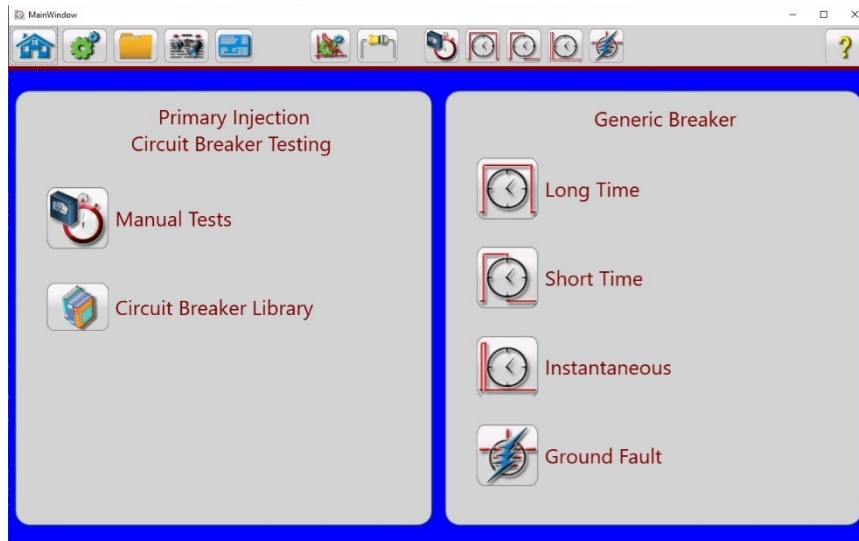 MainWindow
Primary Injection
Circuit Breaker Testing
Manual Tests
Circuit Breaker Library
Generic Breaker
Long Time
Short Time
Instantaneous
Ground Fault